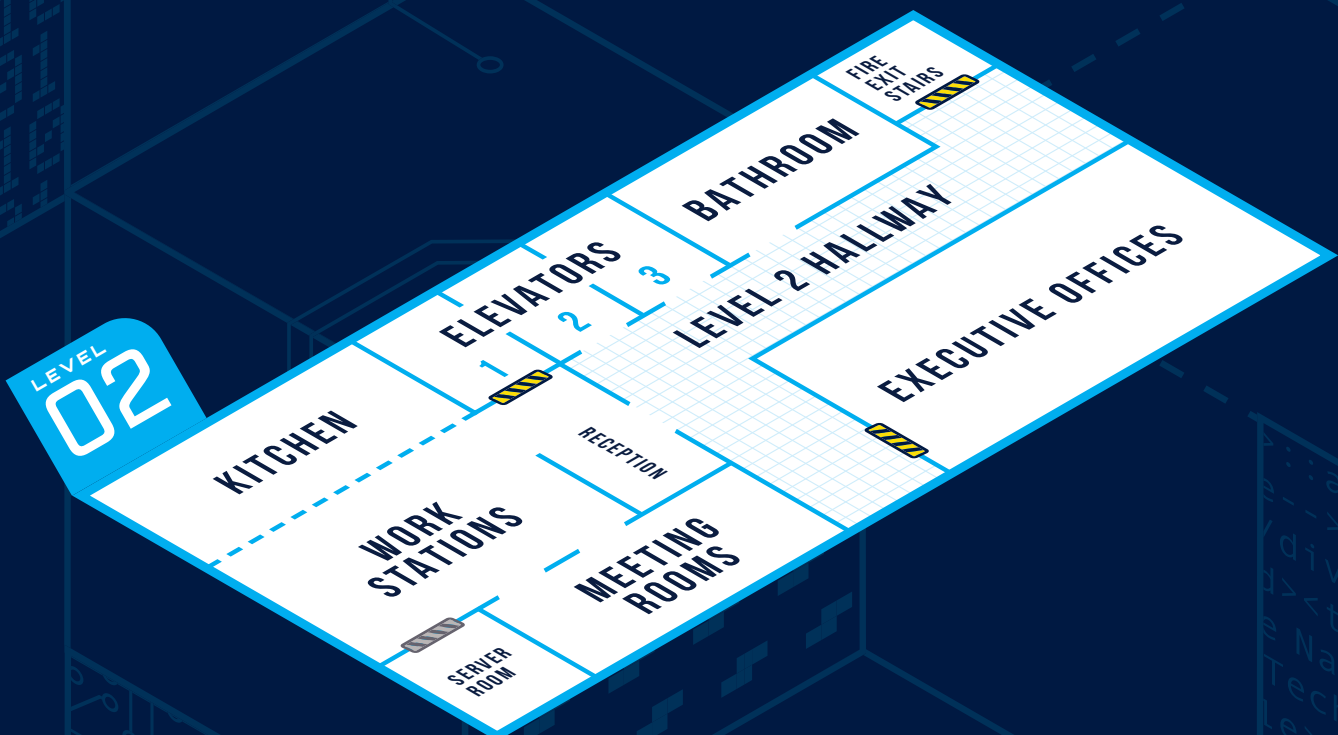 FIRE
EXIT
STAIRS
BATHROOM
ELEVATORS
1 2 3
LEVEL 2 HALLWAY
EXECUTIVE OFFICES
LEVEL
02
KITCHEN
RECEPTION
WORK
STATIONS
MEETING
ROOMS
SERVER
ROOM